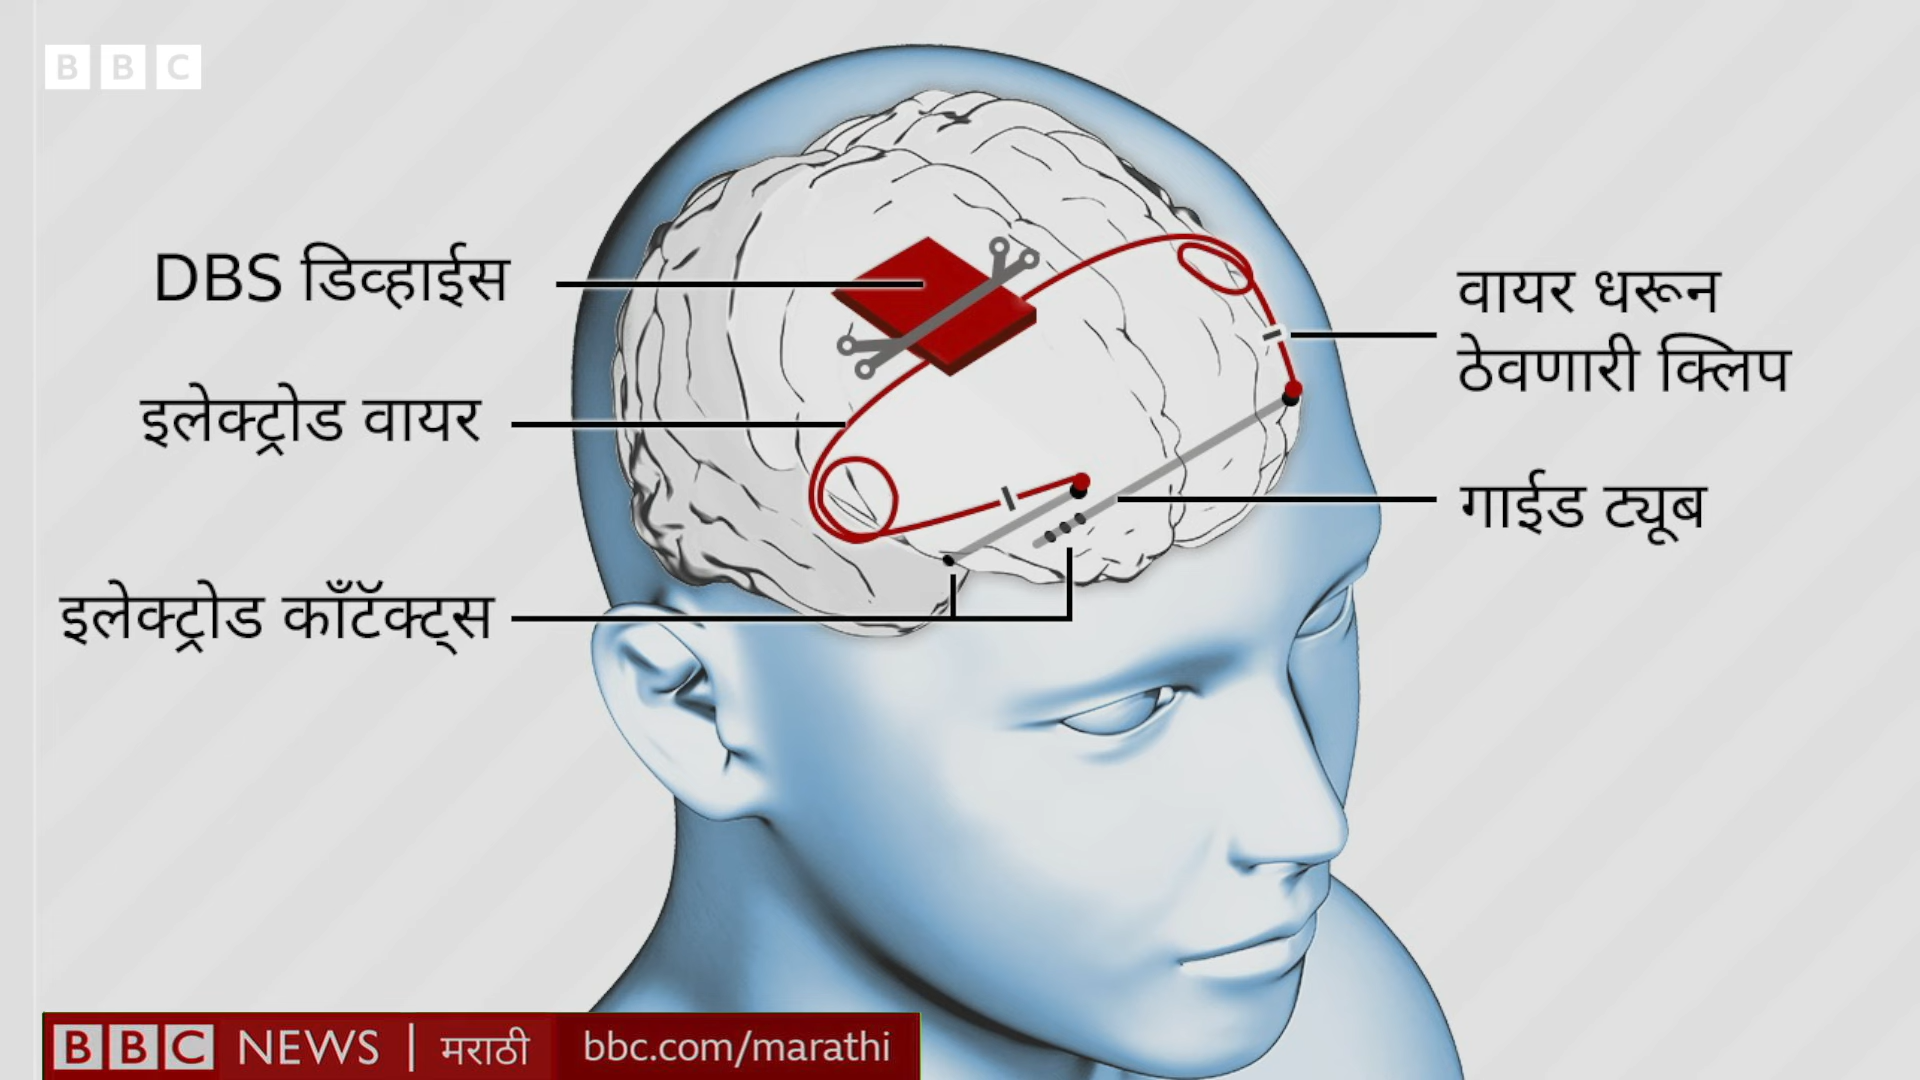 BBC
DBS डिव्हाईस
इलेक्ट्रोड वायर
इलेक्ट्रोड काँटॅक्ट्स
वायर धरून
ठेवणारी क्लिप
गाईड ट्यूब
BBC NEWS | मराठी bbc.com/marathi